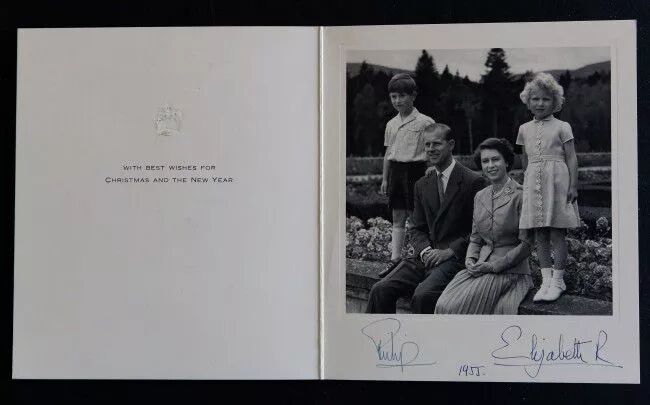 WITH BEST WISHES FOR
CHRISTMAS AND THE NEW YEAR
Philip
1955.
Elizabeth R